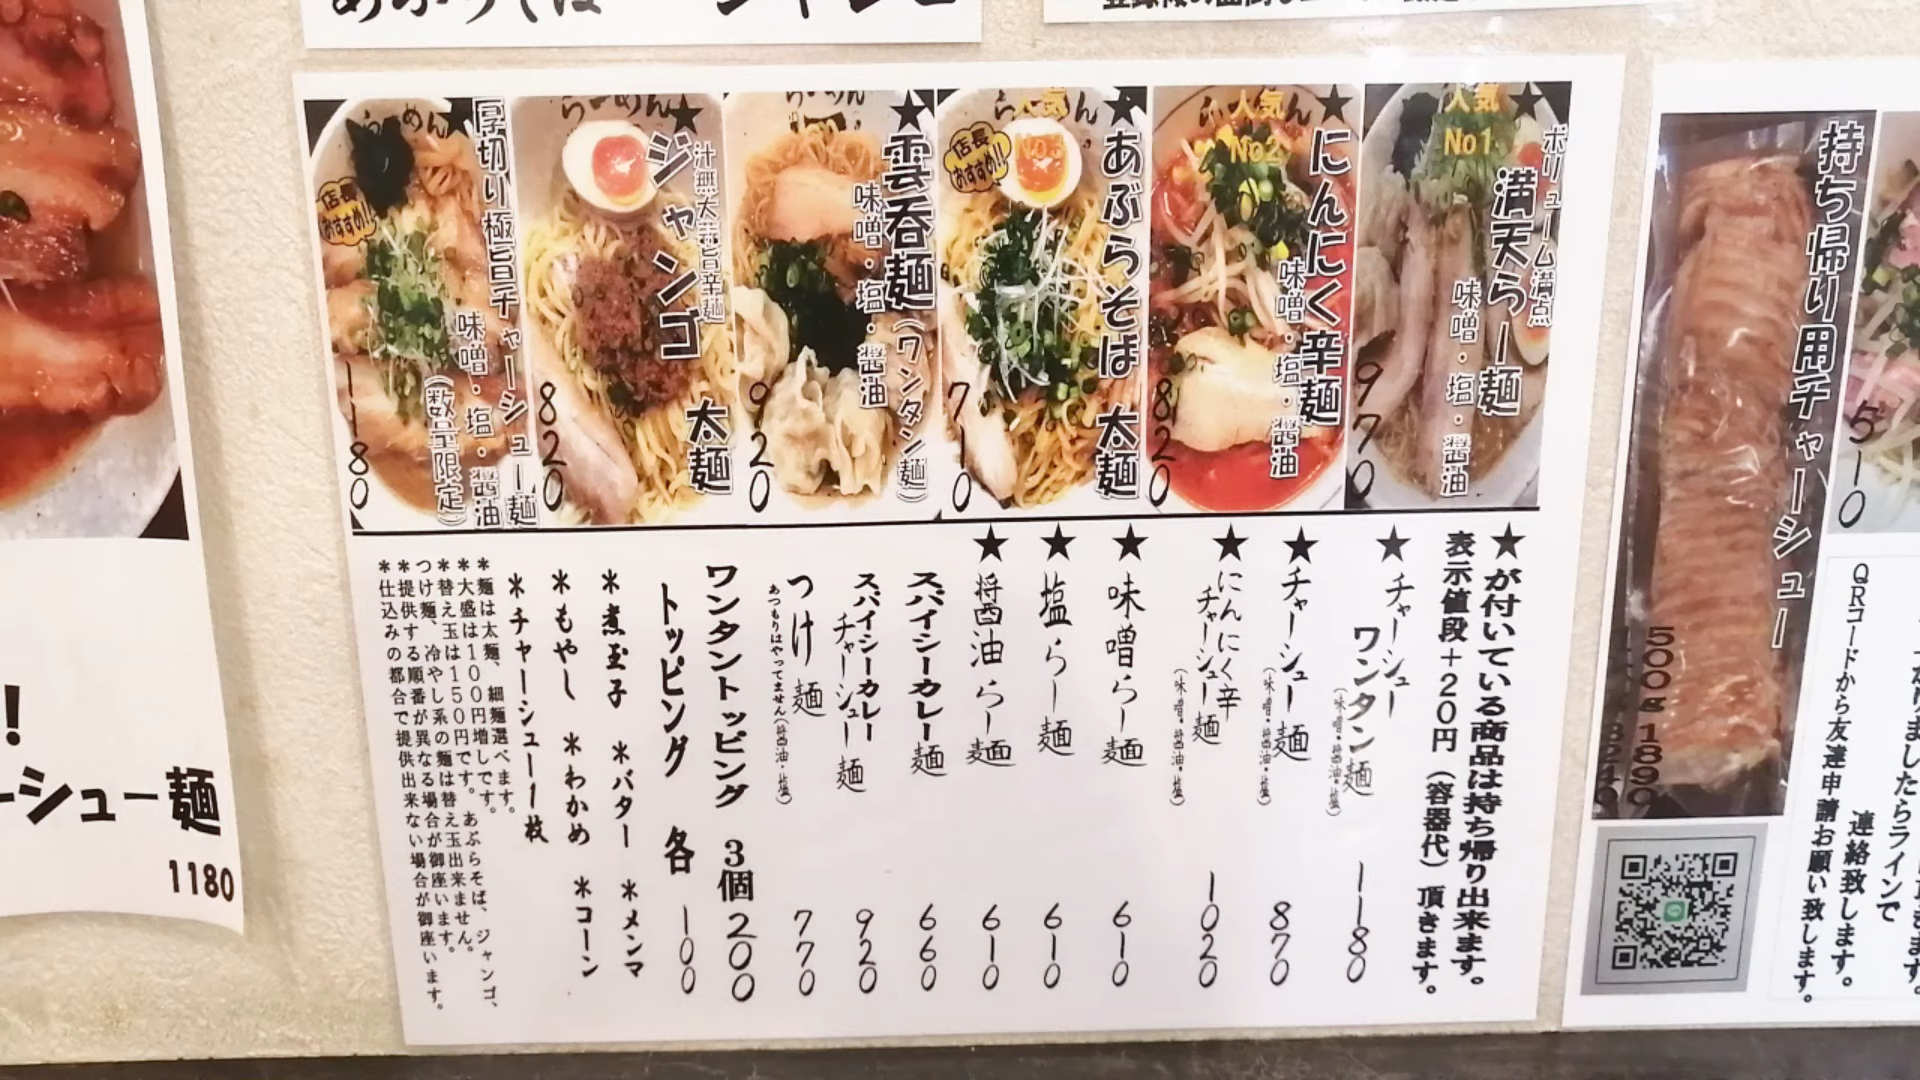 持ち帰り用チャーシュー
500g 1890
510
ボリューム満点
満天らー麺
味噌・塩・醤油
人気
No1
970
★にんにく辛麺
味噌・塩・醤油
人気
No2
820
★あぶらそば 太麺
店長
おすすめ!!
710
★雲呑麺(ワンタン麺)
味噌・塩・醤油
920
★ジャンゴ 太麺
820
厚切り極旨チャーシュー麺
味噌・塩・醤油
(数量限定)
店長
おすすめ!!
1180
★が付いている商品は持ち帰り出来ます。
表示値段+20円(容器代)頂きます。
★チャーシューワンタン麺(味噌・醤油・塩) 1180
★チャーシュー麺(味噌・醤油・塩) 870
★にんにく辛チャーシュー麺(味噌・醤油・塩) 1020
★味噌らー麺 610
★塩らー麺 610
★醤油らー麺 610
スパイシーカレー麺 660
スパイシーカレーチャーシュー麺 920
つけ麺(醤油・塩) 770
あつもりはやってません
ワンタントッピング 3個 200
トッピング 各 100
*煮玉子 *バター *メンマ
*もやし *わかめ *コーン
*チャーシュー1枚
*麺は太麺、細麺選べます。
*大盛は100円増しです。
*替え玉は150円です。あぶらそば、ジャンゴ、
つけ麺、冷やし系の麺は替え玉出来ません。
*提供する順番が異なる場合が御座います。
*仕込みの都合で提供出来ない場合が御座います。
QRコードから友達申請お願い致します。
連絡致します。
ーシュー麺
1180